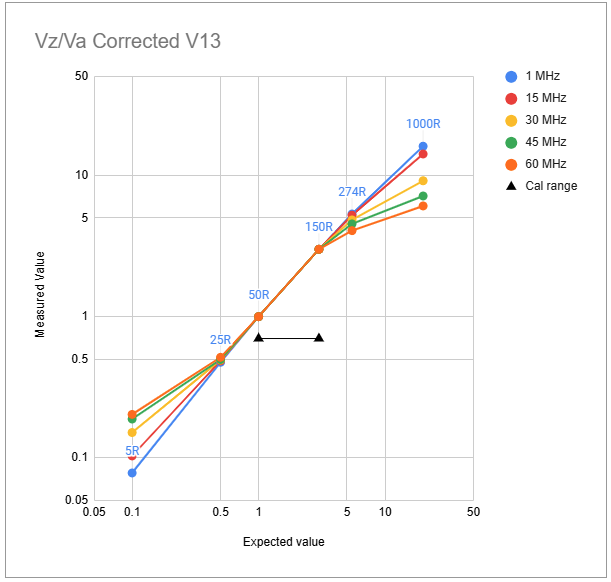 Vz/Va Corrected V13
50
10
5
1
0.5
0.1
0.05
Measured Value
1000R
274R
150R
50R
25R
5R
0.05 0.1 0.5 1 5 10 50
Expected value
1 MHz
15 MHz
30 MHz
45 MHz
60 MHz
Cal range